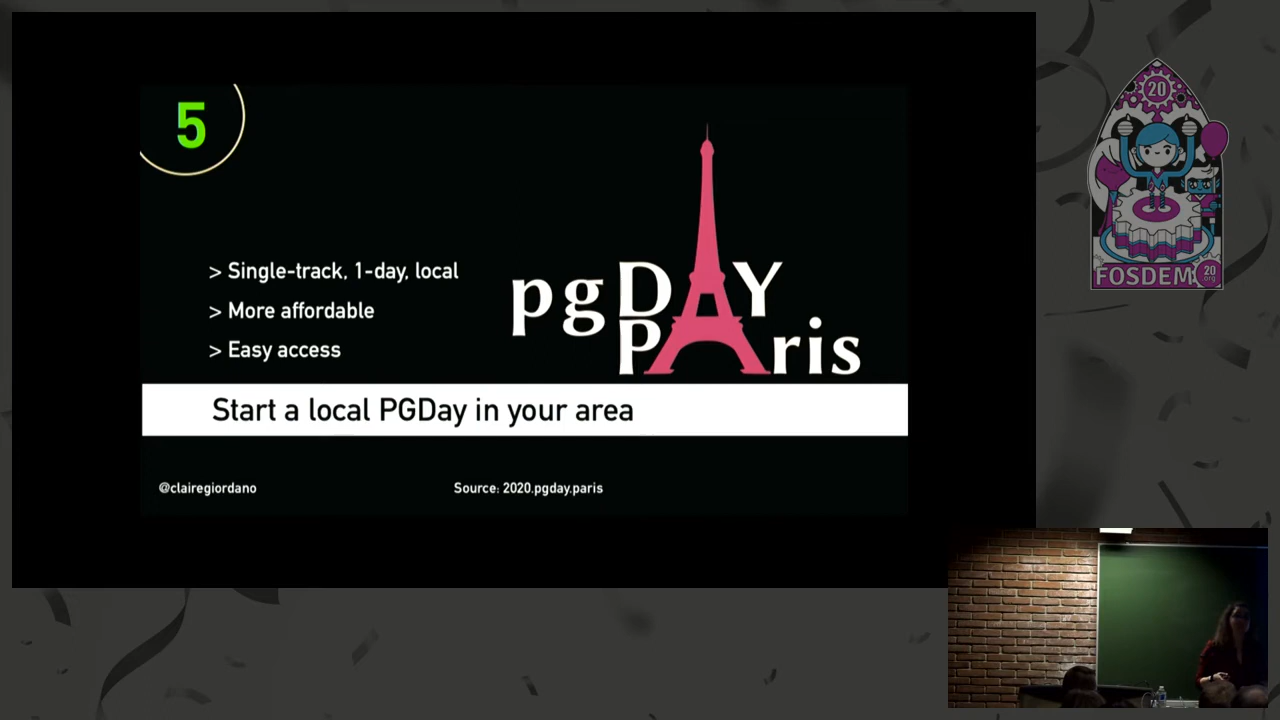 5
> Single-track, 1-day, local
> More affordable
> Easy access
pgDAY
PAris
Start a local PGDay in your area
@clairegiordano
Source: 2020.pgday.paris
20
FOSDEM
20
.org